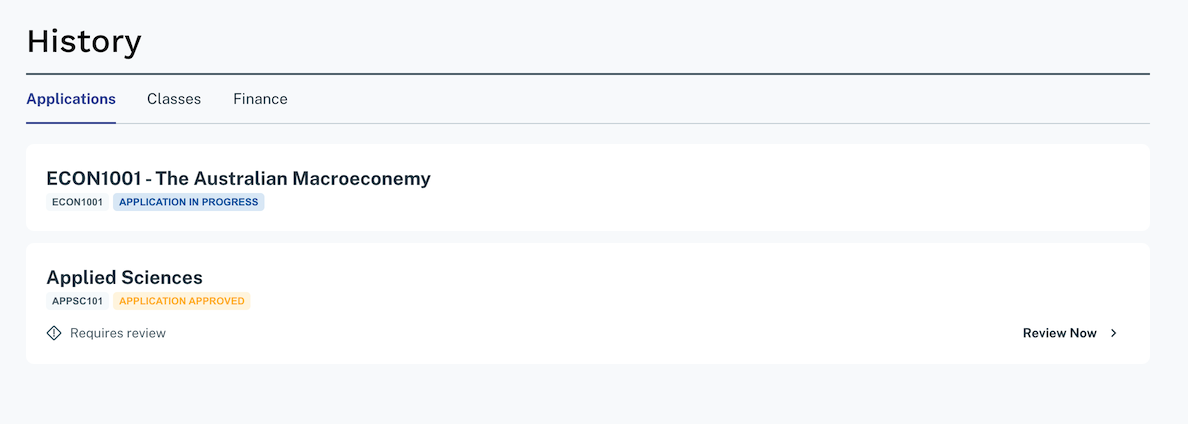 History
Applications Classes Finance
ECON1001 - The Australian Macroeconemy
ECON1001 APPLICATION IN PROGRESS
Applied Sciences
APPSC101 APPLICATION APPROVED
Requires review Review Now